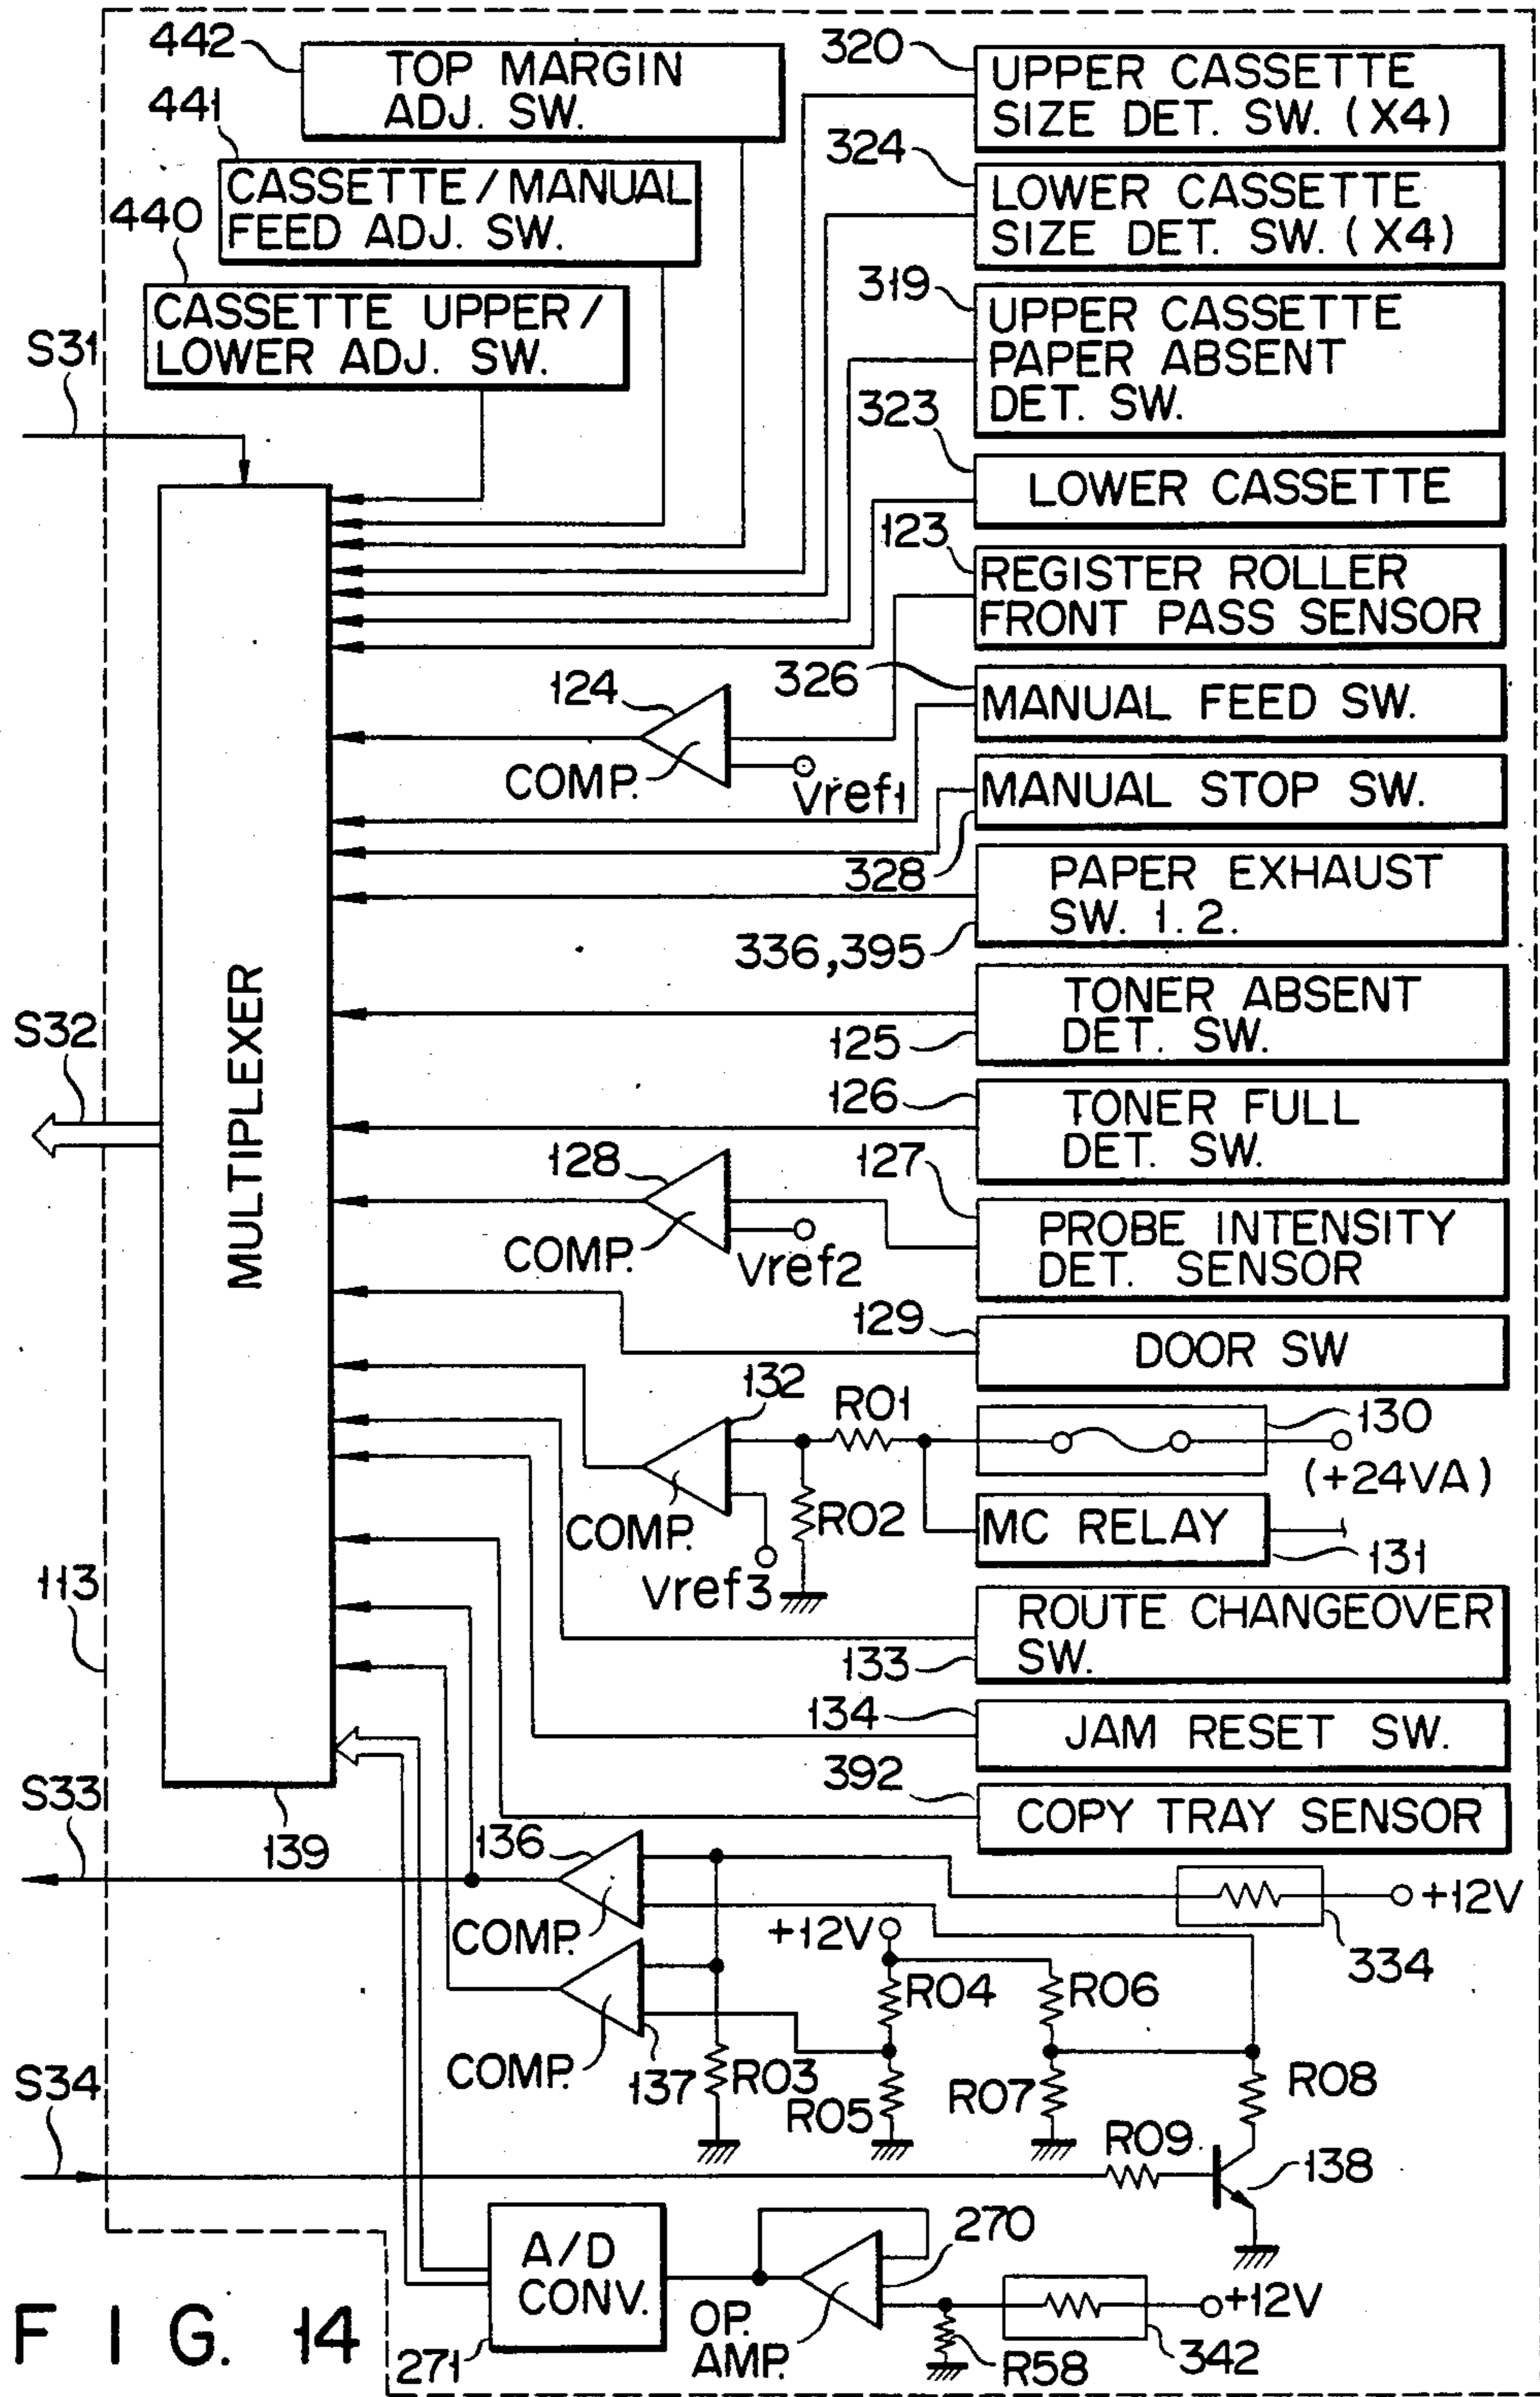 442
TOP MARGIN
ADJ. SW.
441
CASSETTE / MANUAL
FEED ADJ. SW.
440
CASSETTE UPPER /
LOWER ADJ. SW.
S31
320
UPPER CASSETTE
SIZE DET. SW. (X4)
324
LOWER CASSETTE
SIZE DET. SW. (X4)
319
UPPER CASSETTE
PAPER ABSENT
DET. SW.
323
LOWER CASSETTE
123
REGISTER ROLLER
FRONT PASS SENSOR
124
COMP.
Vref1
326
MANUAL FEED SW.
MANUAL STOP SW.
328
PAPER EXHAUST
SW. 1. 2.
336,395
MULTIPLEXER
S32
TONER ABSENT
DET. SW.
125
126
TONER FULL
DET. SW.
128
COMP.
Vref2
127
PROBE INTENSITY
DET. SENSOR
129
DOOR SW
132
COMP.
Vref3
R01
R02
130
(+24VA)
MC RELAY
131
113
ROUTE CHANGEOVER
SW.
133
134
JAM RESET SW.
392
COPY TRAY SENSOR
S33
139
136
COMP.
+12V
334
+12V
R04
R06
COMP.
137
R03
R05
R07
R08
S34
R09
138
A/D
CONV.
271
OP.
AMP.
270
R58
342
+12V
FIG. 14